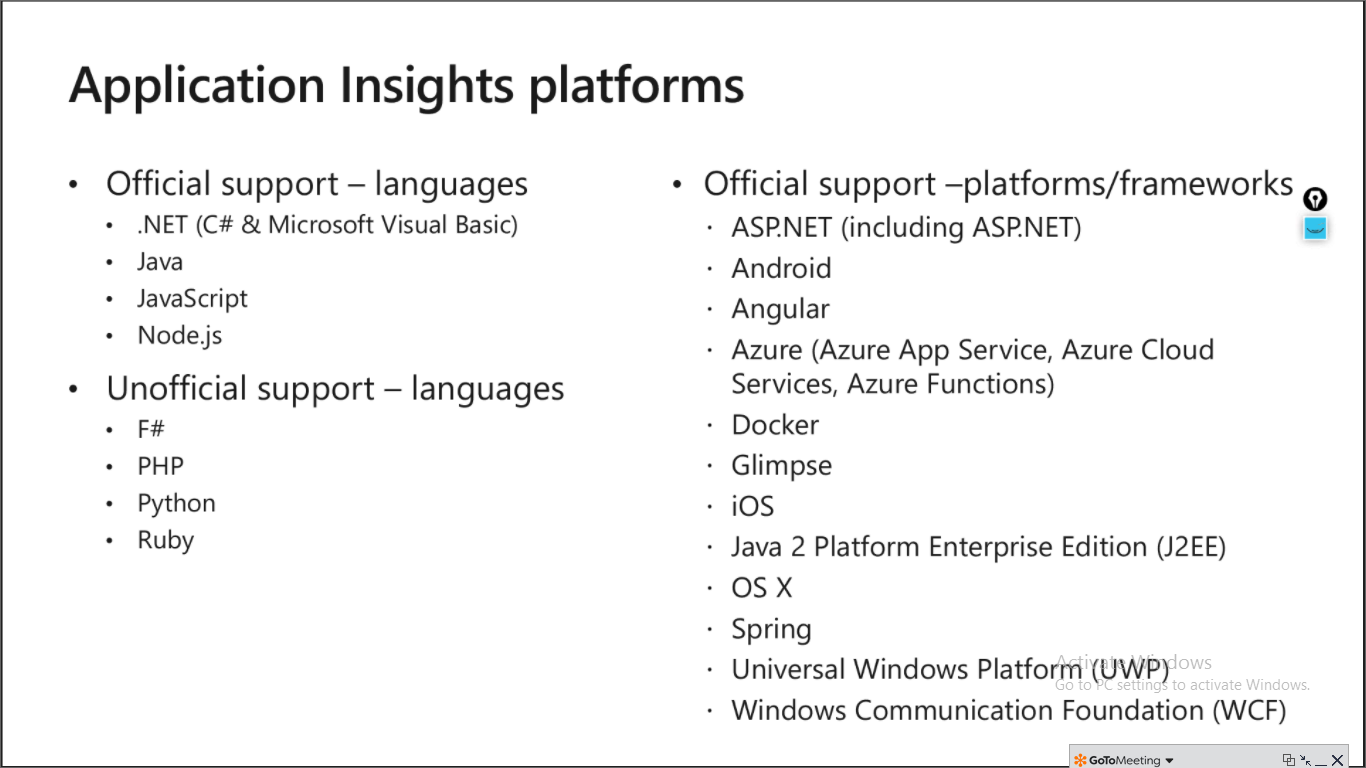 Application Insights platforms
• Official support – languages
• .NET (C# & Microsoft Visual Basic)
• Java
• JavaScript
• Node.js
• Unofficial support – languages
• F#
• PHP
• Python
• Ruby
• Official support –platforms/frameworks
• ASP.NET (including ASP.NET)
• Android
• Angular
• Azure (Azure App Service, Azure Cloud
Services, Azure Functions)
• Docker
• Glimpse
• iOS
• Java 2 Platform Enterprise Edition (J2EE)
• OS X
• Spring
• Universal Windows Platform (UWP)
• Windows Communication Foundation (WCF)
Activate Windows
Go to PC settings to activate Windows.
GoToMeeting